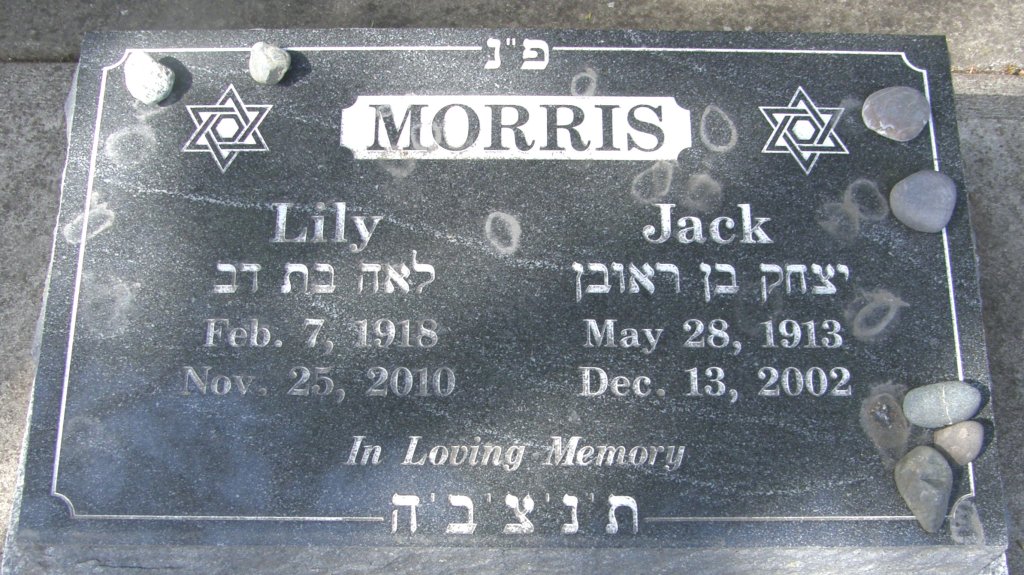 פ"נ
MORRIS
Lily Jack
לאה בת דב יצחק בן ראובן
Feb. 7, 1918 May 28, 1913
Nov. 25, 2010 Dec. 13, 2002
In Loving Memory
ת'נ'צ'ב'ה